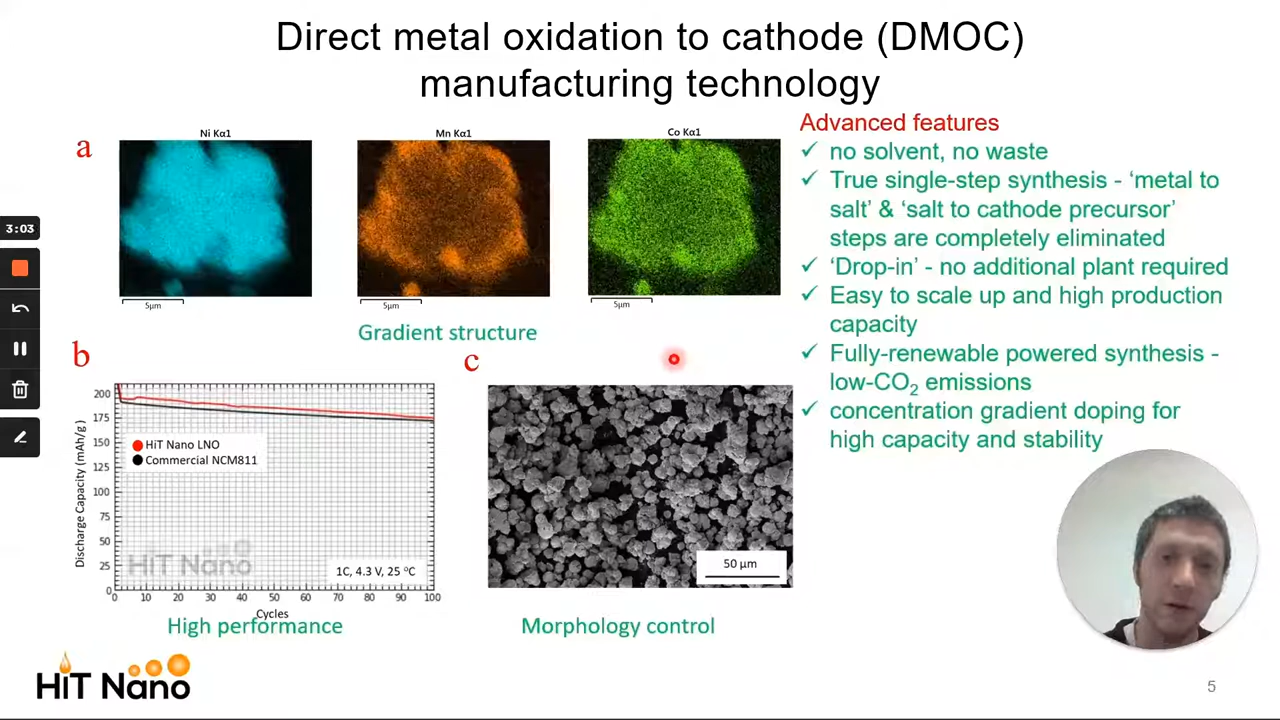 Direct metal oxidation to cathode (DMOC)
manufacturing technology
a
Ni Kα1
Mn Kα1
Co Kα1
5µm
5µm
5µm
Gradient structure
Advanced features
✓ no solvent, no waste
✓ True single-step synthesis - ‘metal to
salt’ & ‘salt to cathode precursor’
steps are completely eliminated
✓ ‘Drop-in’ - no additional plant required
✓ Easy to scale up and high production
capacity
✓ Fully-renewable powered synthesis -
low-CO₂ emissions
✓ concentration gradient doping for
high capacity and stability
3:03
b
Discharge Capacity (mAh/g )
200
175
150
125
100
75
50
25
0
HiT Nano LNO
Commercial NCM811
HiT Nano
1C, 4.3 V, 25 °C
0 10 20 30 40 50 60 70 80 90 100
Cycles
High performance
c
50 µm
Morphology control
HiT Nano
5